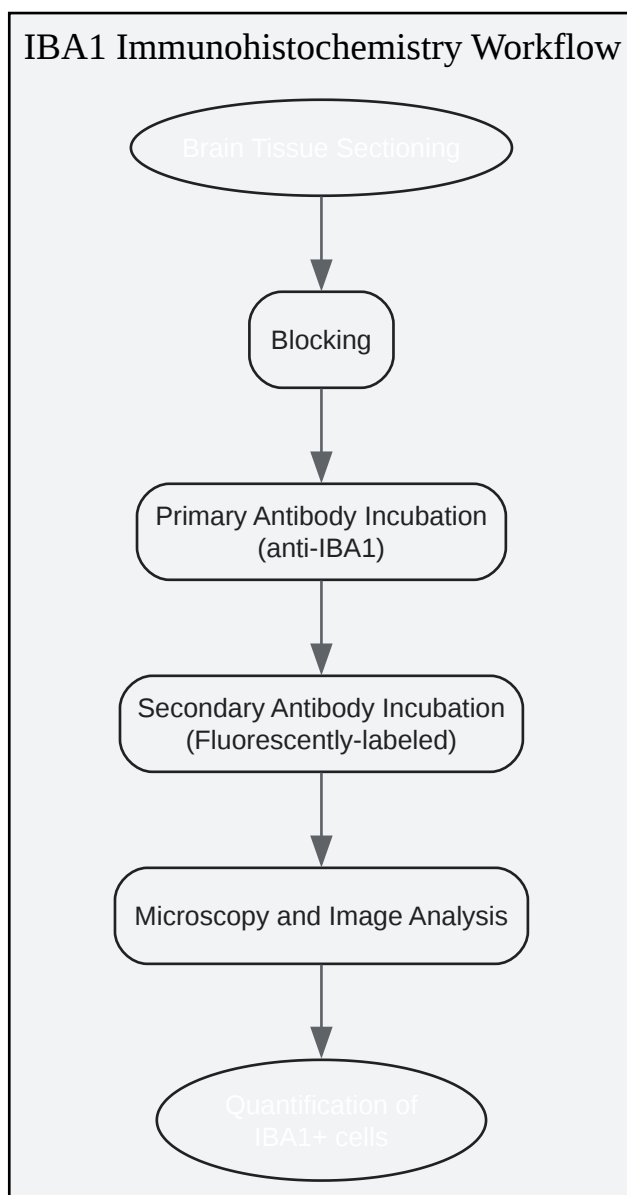 IBA1 Immunohistochemistry Workflow
Brain Tissue Sectioning
Blocking
Primary Antibody Incubation
(anti-IBA1)
Secondary Antibody Incubation
(Fluorescently-labeled)
Microscopy and Image Analysis
Quantification of
IBA1+ cells